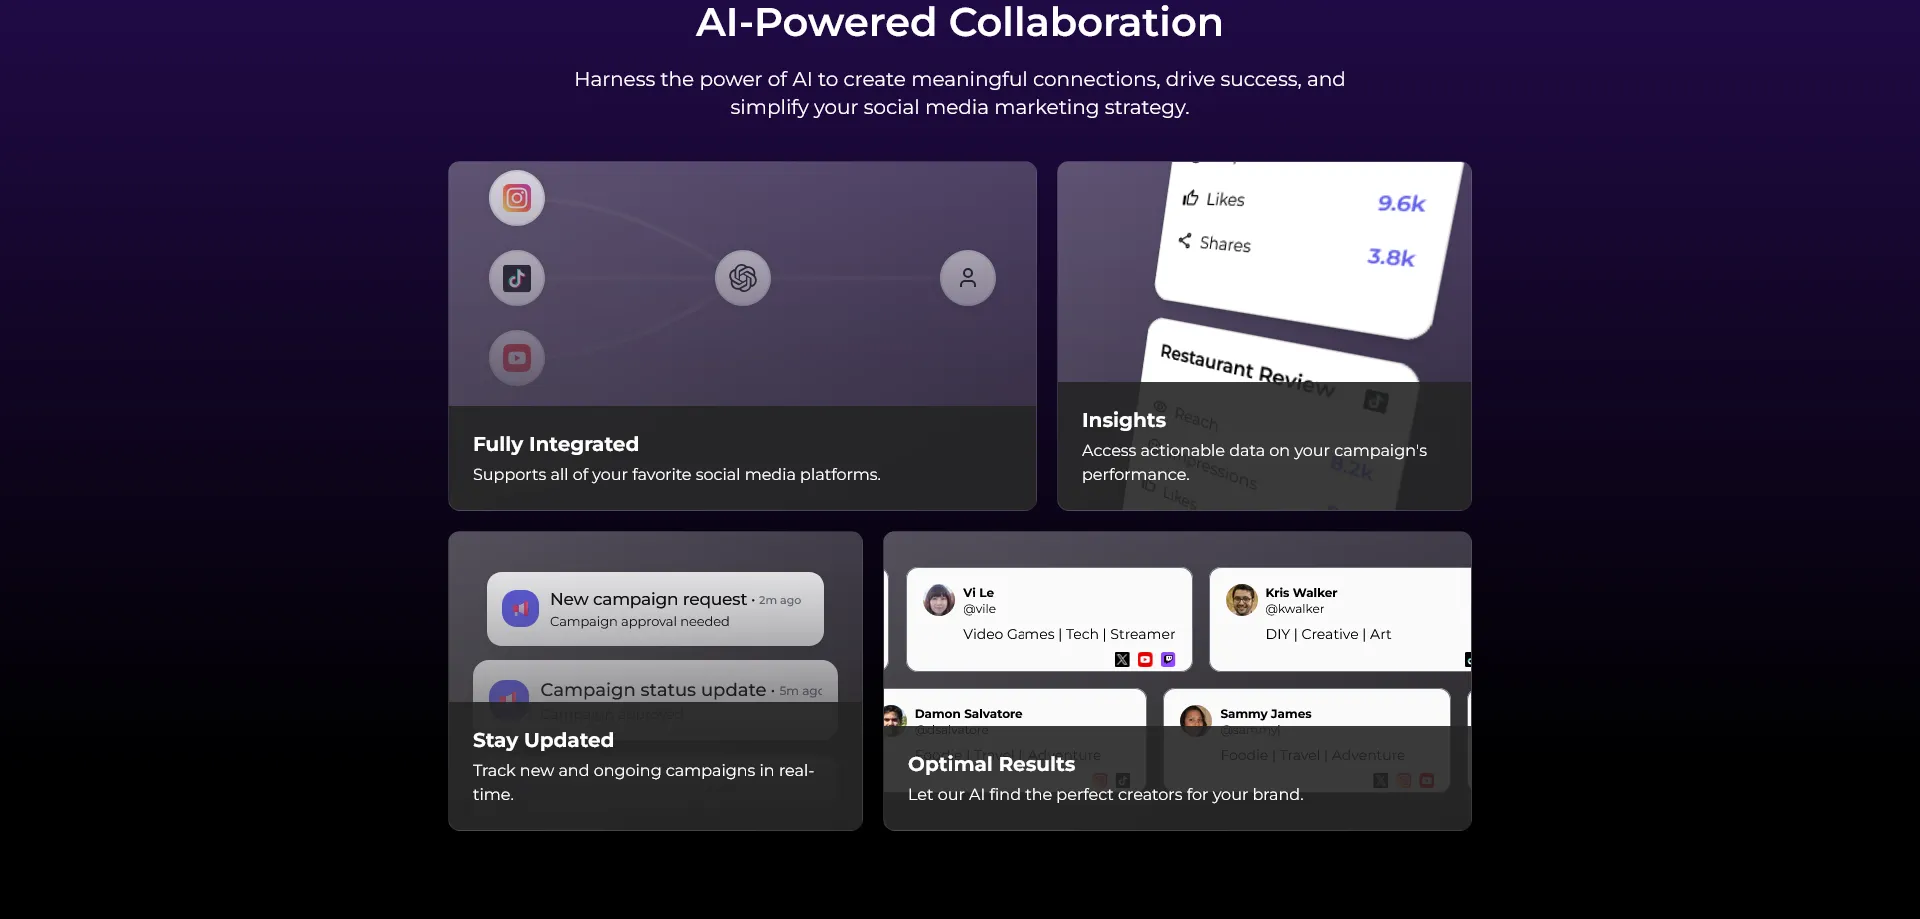 AI-Powered Collaboration
Harness the power of AI to create meaningful connections, drive success, and
simplify your social media marketing strategy.
Fully Integrated
Supports all of your favorite social media platforms.
Likes 9.6k
Shares 3.8k
Restaurant Review
Reach
Impressions 8.2k
Likes
Insights
Access actionable data on your campaign's
performance.
New campaign request · 2m ago
Campaign approval needed
Campaign status update · 5m ago
Campaign approved
Stay Updated
Track new and ongoing campaigns in real-
time.
Vi Le
@vile
Video Games | Tech | Streamer
Kris Walker
@kwalker
DIY | Creative | Art
Damon Salvatore
@dsalvatore
Foodie | Travel | Adventure
Sammy James
@sammyj
Foodie | Travel | Adventure
Optimal Results
Let our AI find the perfect creators for your brand.